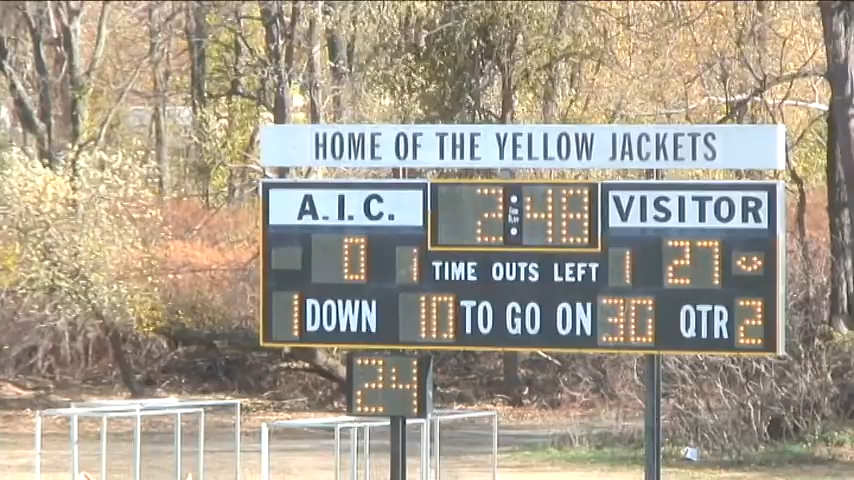 HOME OF THE YELLOW JACKETS
A.I.C. 2:48 VISITOR
0 1 TIME OUTS LEFT 1 27
1 DOWN 10 TO GO ON 30 QTR 2
24